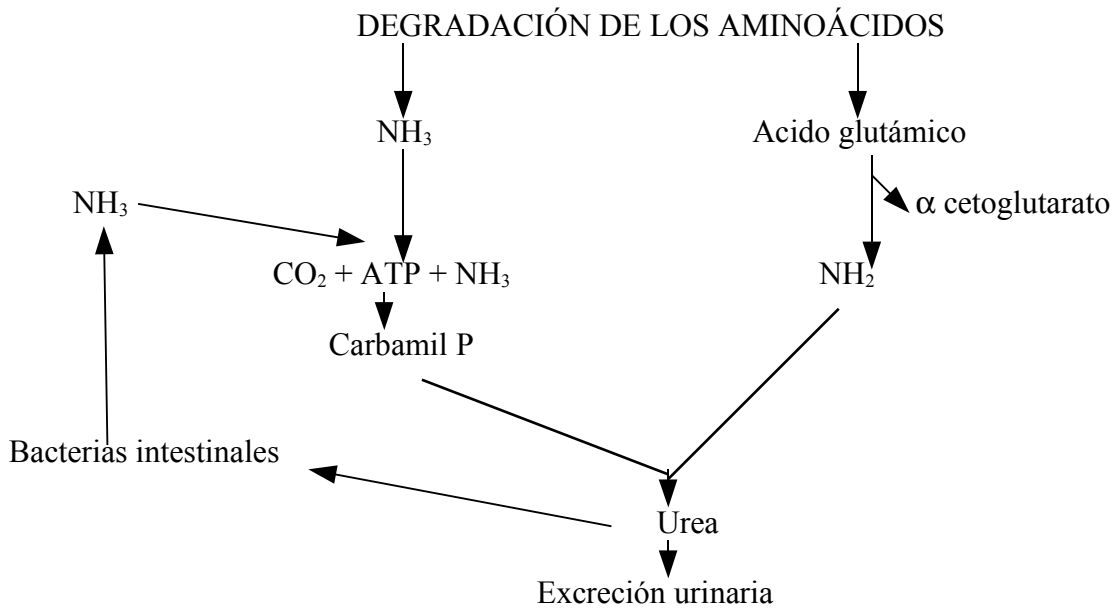 DEGRADACIÓN DE LOS AMINOÁCIDOS
NH₃
Acido glutámico
NH₃
α cetoglutarato
CO₂ + ATP + NH₃
NH₂
Carbamil P
Bacterias intestinales
Urea
Excreción urinaria